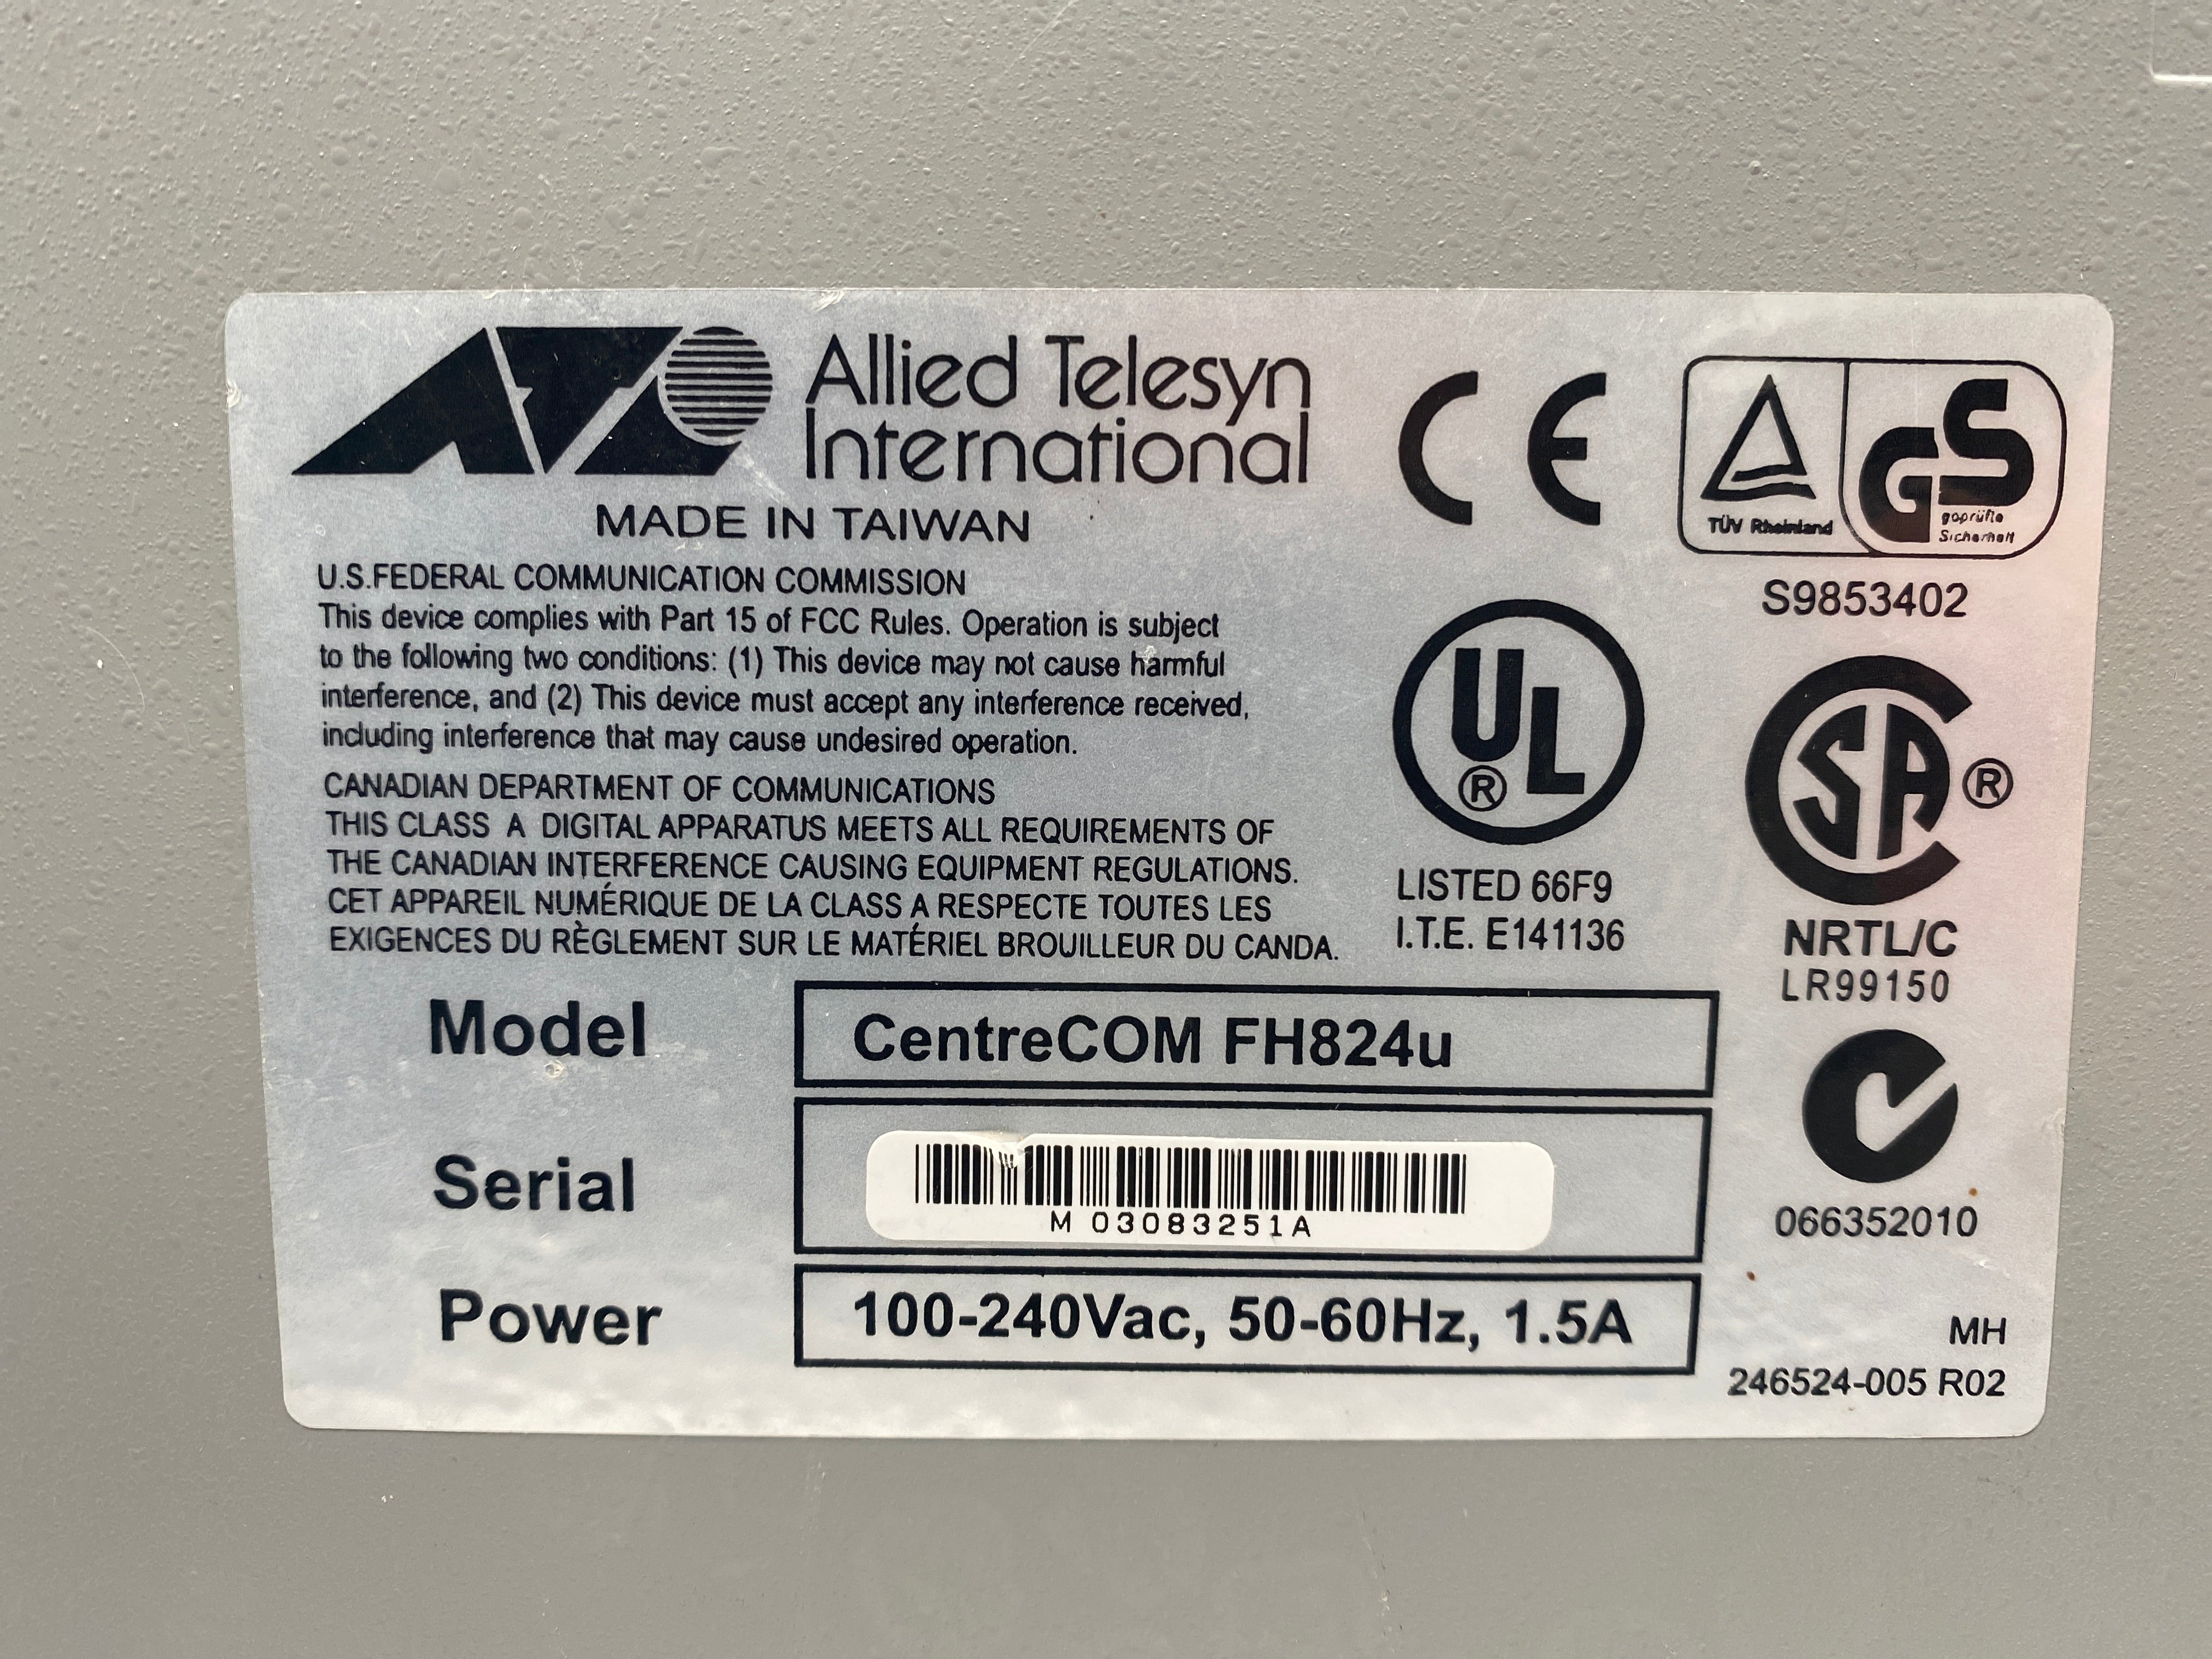 ATI
Allied Telesyn
International
MADE IN TAIWAN
U.S.FEDERAL COMMUNICATION COMMISSION
This device complies with Part 15 of FCC Rules. Operation is subject
to the following two conditions: (1) This device may not cause harmful
interference, and (2) This device must accept any interference received,
including interference that may cause undesired operation.
CANADIAN DEPARTMENT OF COMMUNICATIONS
THIS CLASS A DIGITAL APPARATUS MEETS ALL REQUIREMENTS OF
THE CANADIAN INTERFERENCE CAUSING EQUIPMENT REGULATIONS.
CET APPAREIL NUMÉRIQUE DE LA CLASS A RESPECTE TOUTES LES
EXIGENCES DU RÈGLEMENT SUR LE MATÉRIEL BROUILLEUR DU CANDA.
CE
TÜV Rheinland
GS
geprüfte
Sicherheit
S9853402
UL
®
LISTED 66F9
I.T.E. E141136
CSA ®
NRTL/C
LR99150
066352010
Model
CentreCOM FH824u
Serial
M 03083251A
Power
100-240Vac, 50-60Hz, 1.5A
MH
246524-005 R02